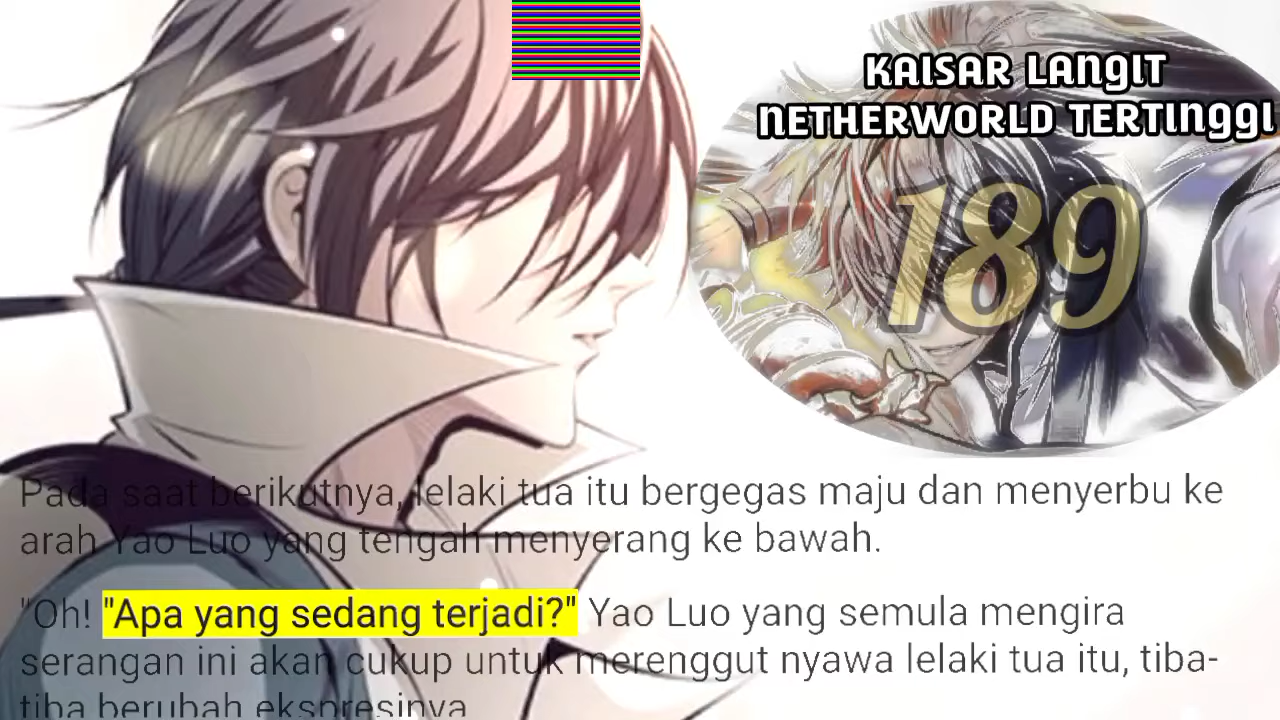 KAISAR LANGIT
NETHERWORLD TERTINGGI
189
Pada saat berikutnya, lelaki tua itu bergegas maju dan menyerbu ke
arah Yao Luo yang tengah menyerang ke bawah.
"Oh! "Apa yang sedang terjadi?" Yao Luo yang semula mengira
serangan ini akan cukup untuk merenggut nyawa lelaki tua itu, tiba-
tiba berubah ekspresinya